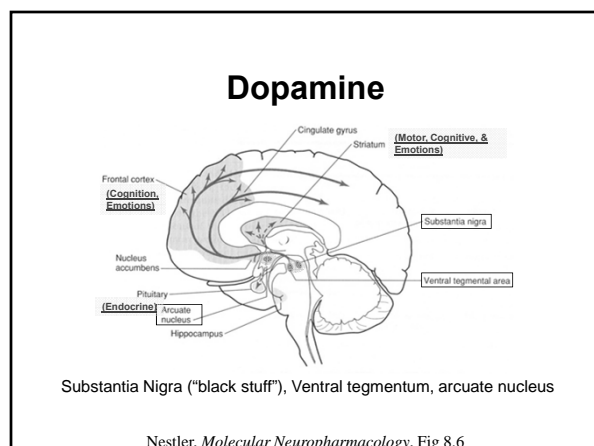 Dopamine
Cingulate gyrus
Striatum
(Motor, Cognitive, &
Emotions)
Frontal cortex
(Cognition,
Emotions)
Substantia nigra
Nucleus
accumbens
Ventral tegmental area
Pituitary
(Endocrine)
Arcuate
nucleus
Hippocampus
Substantia Nigra (“black stuff”), Ventral tegmentum, arcuate nucleus
Nestler, Molecular Neuropharmacology, Fig 8.6